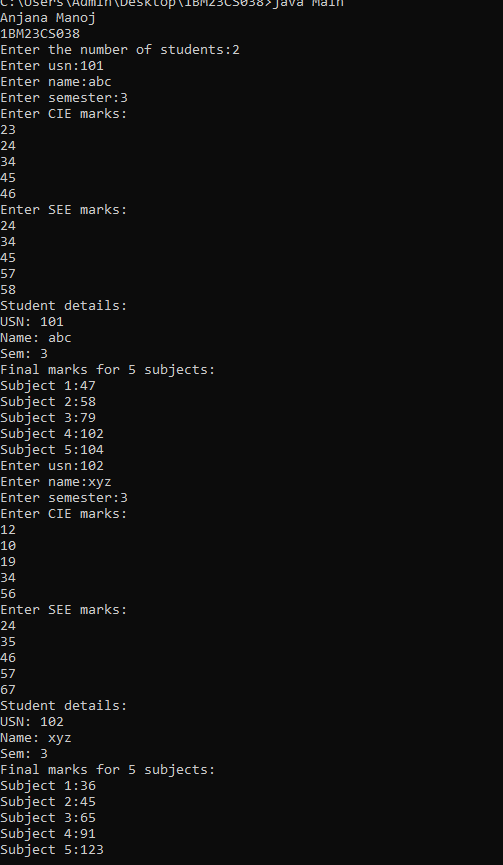 C:\Users\Admin\Desktop\1BM23CS038>java Main
Anjana Manoj
1BM23CS038
Enter the number of students:2
Enter usn:101
Enter name:abc
Enter semester:3
Enter CIE marks:
23
24
34
45
46
Enter SEE marks:
24
34
45
57
58
Student details:
USN: 101
Name: abc
Sem: 3
Final marks for 5 subjects:
Subject 1:47
Subject 2:58
Subject 3:79
Subject 4:102
Subject 5:104
Enter usn:102
Enter name:xyz
Enter semester:3
Enter CIE marks:
12
10
19
34
56
Enter SEE marks:
24
35
46
57
67
Student details:
USN: 102
Name: xyz
Sem: 3
Final marks for 5 subjects:
Subject 1:36
Subject 2:45
Subject 3:65
Subject 4:91
Subject 5:123